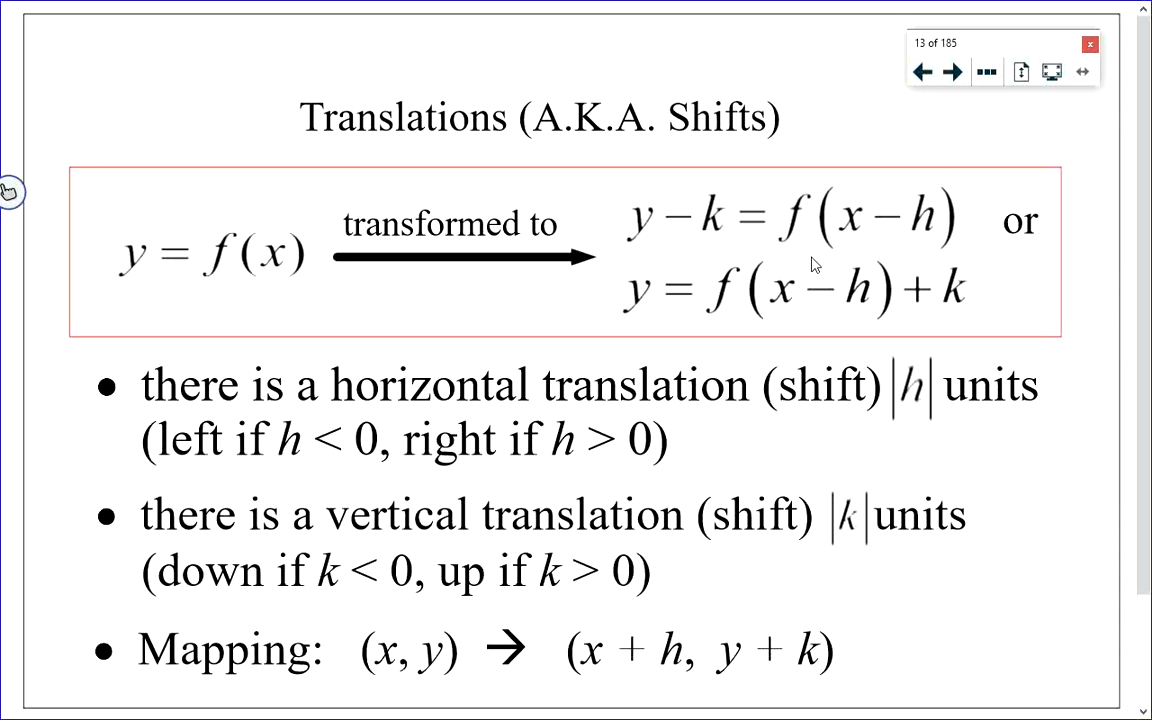 13 of 185
x
Translations (A.K.A. Shifts)
y = f(x) transformed to y − k = f(x − h) or
y = f(x − h) + k
• there is a horizontal translation (shift) |h| units
(left if h < 0, right if h > 0)
• there is a vertical translation (shift) |k| units
(down if k < 0, up if k > 0)
• Mapping: (x, y) → (x + h, y + k)